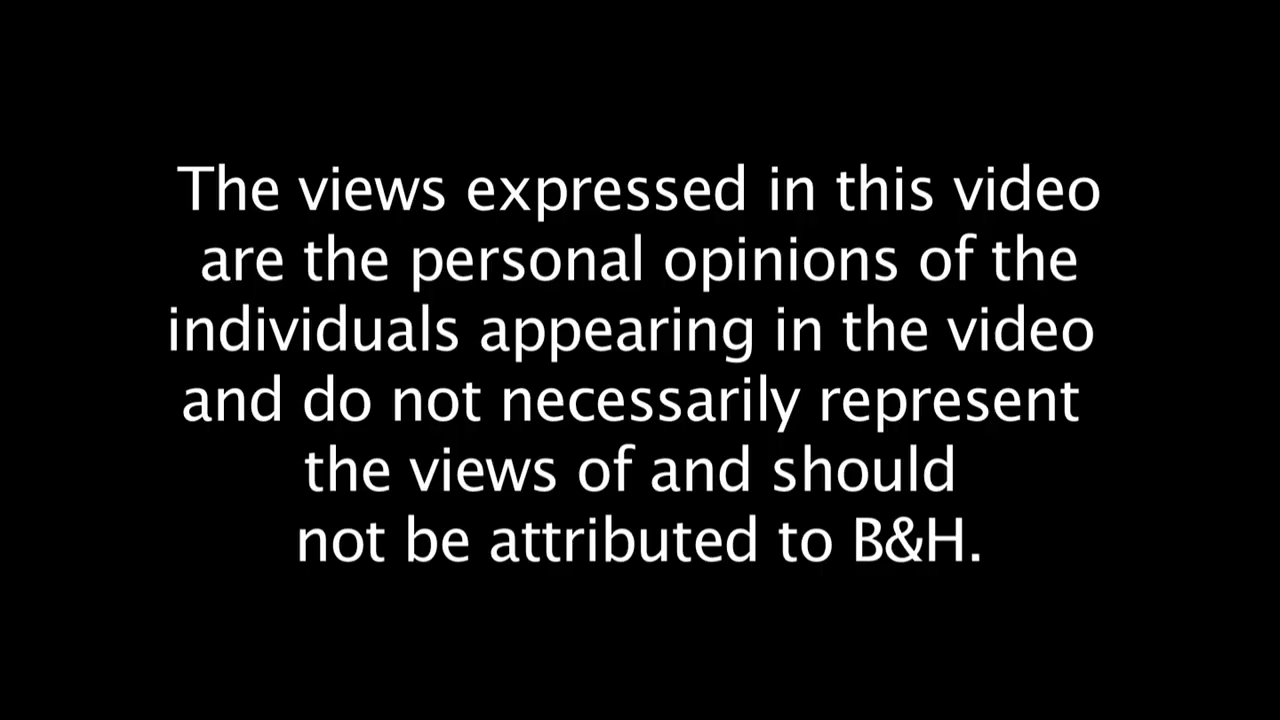 The views expressed in this video
are the personal opinions of the
individuals appearing in the video
and do not necessarily represent
the views of and should
not be attributed to B&H.